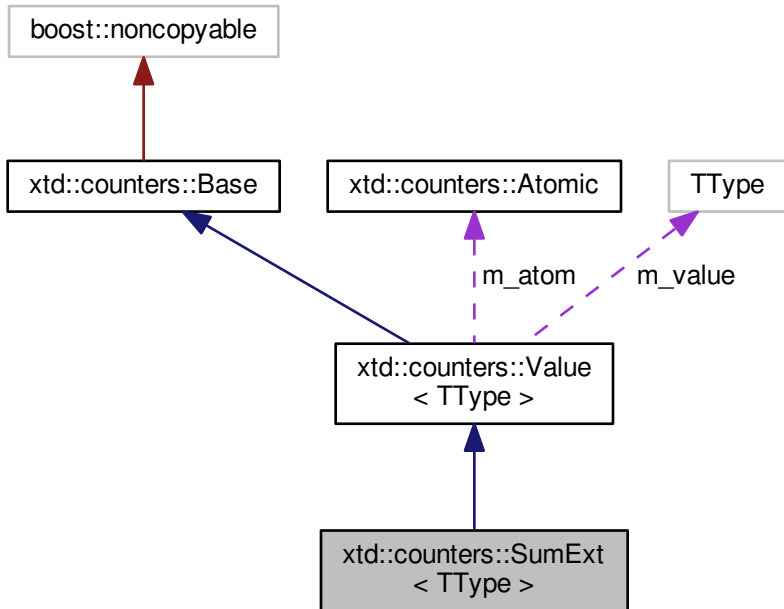 boost::noncopyable
xtd::counters::Base
xtd::counters::Atomic
TType
m_atom
m_value
xtd::counters::Value
< TType >
xtd::counters::SumExt
< TType >